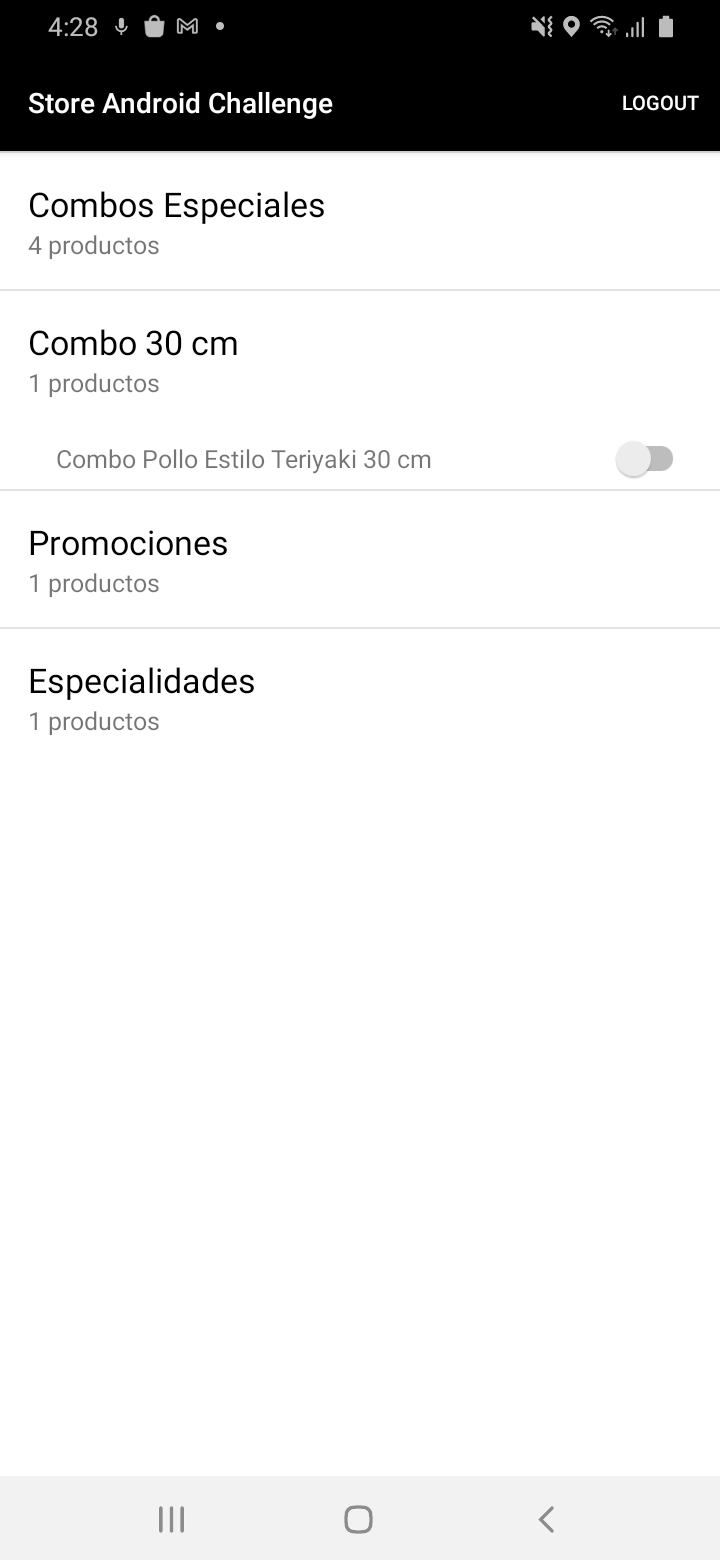 4:28
Store Android Challenge
LOGOUT
Combos Especiales
4 productos
Combo 30 cm
1 productos
Combo Pollo Estilo Teriyaki 30 cm
Promociones
1 productos
Especialidades
1 productos